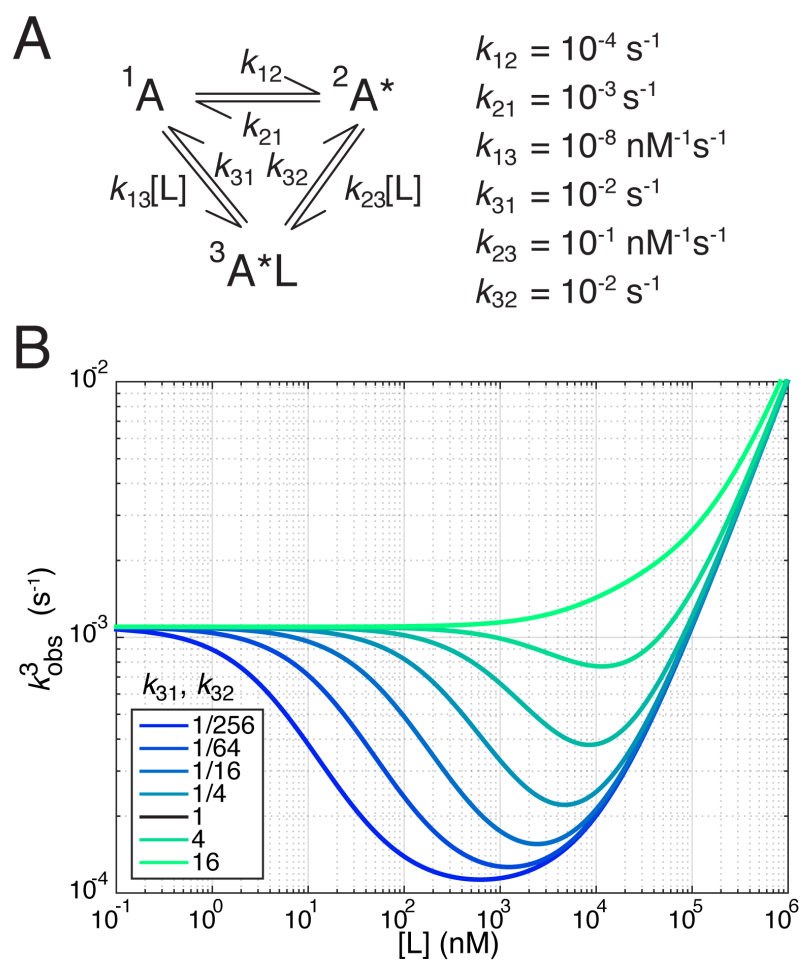 A
¹A
k₁₂
²A*
k₂₁
k₁₃[L]
k₃₁
k₃₂
k₂₃[L]
³A*L
k₁₂ = 10⁻⁴ s⁻¹
k₂₁ = 10⁻³ s⁻¹
k₁₃ = 10⁻⁸ nM⁻¹s⁻¹
k₃₁ = 10⁻² s⁻¹
k₂₃ = 10⁻¹ nM⁻¹s⁻¹
k₃₂ = 10⁻² s⁻¹
B
k³obs (s⁻¹)
10⁻²
10⁻³
10⁻⁴
k₃₁, k₃₂
1/256
1/64
1/16
1/4
1
4
16
10⁻¹ 10⁰ 10¹ 10² 10³ 10⁴ 10⁵ 10⁶
[L] (nM)